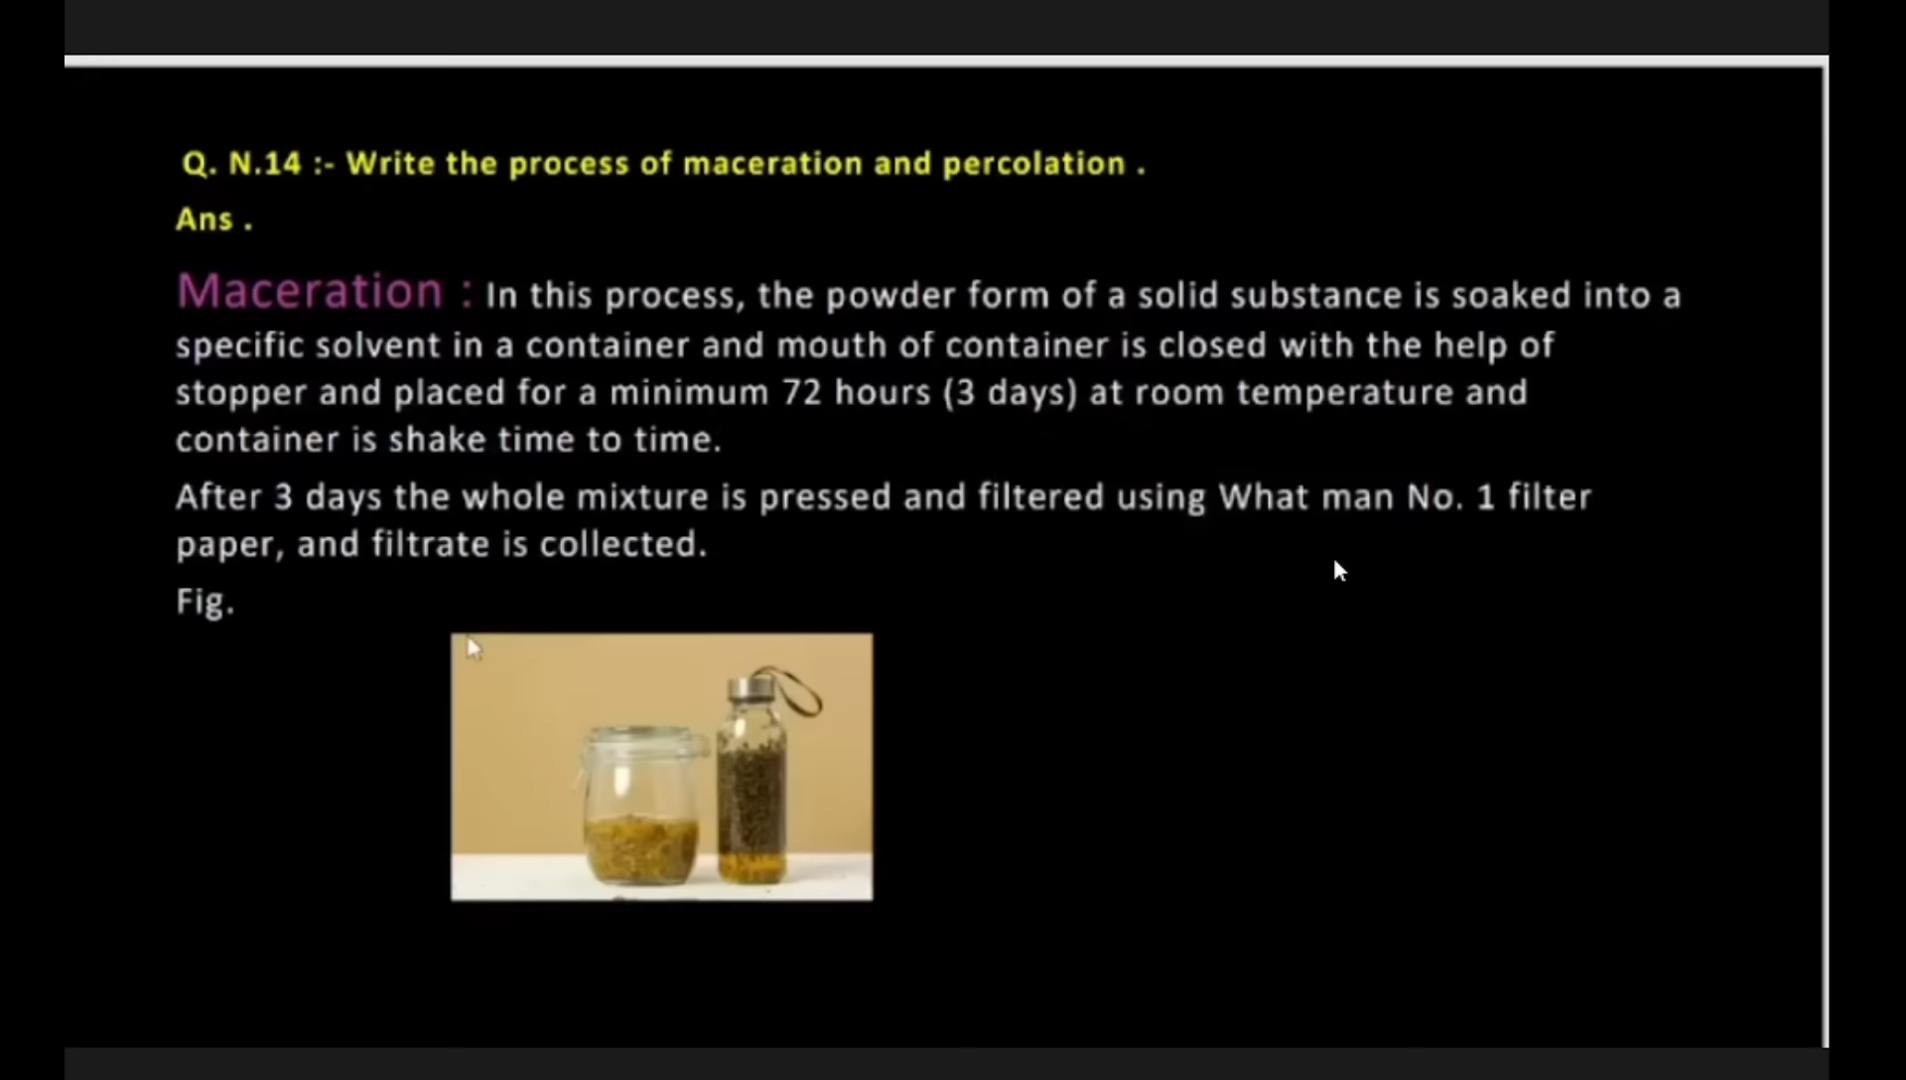 Q. N.14 :- Write the process of maceration and percolation .
Ans .
Maceration : In this process, the powder form of a solid substance is soaked into a
specific solvent in a container and mouth of container is closed with the help of
stopper and placed for a minimum 72 hours (3 days) at room temperature and
container is shake time to time.
After 3 days the whole mixture is pressed and filtered using What man No. 1 filter
paper, and filtrate is collected.
Fig.